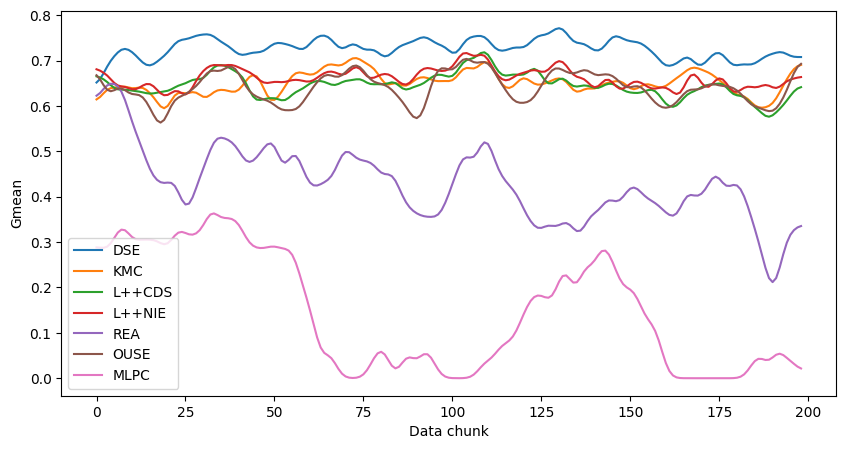 0.8
0.7
0.6
0.5
0.4
0.3
0.2
0.1
0.0
Gmean
DSE
KMC
L++CDS
L++NIE
REA
OUSE
MLPC
0 25 50 75 100 125 150 175 200
Data chunk